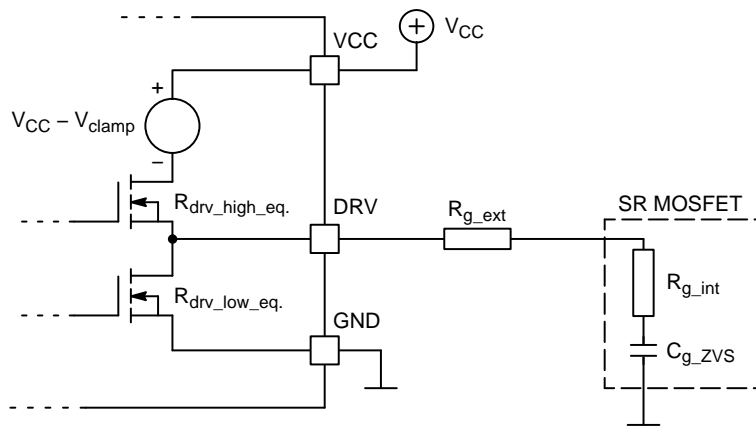 VCC
V_CC
+
+
V_CC – V_clamp
–
R_drv_high_eq.
DRV
R_g_ext
SR MOSFET
R_g_int
R_drv_low_eq.
GND
C_g_ZVS